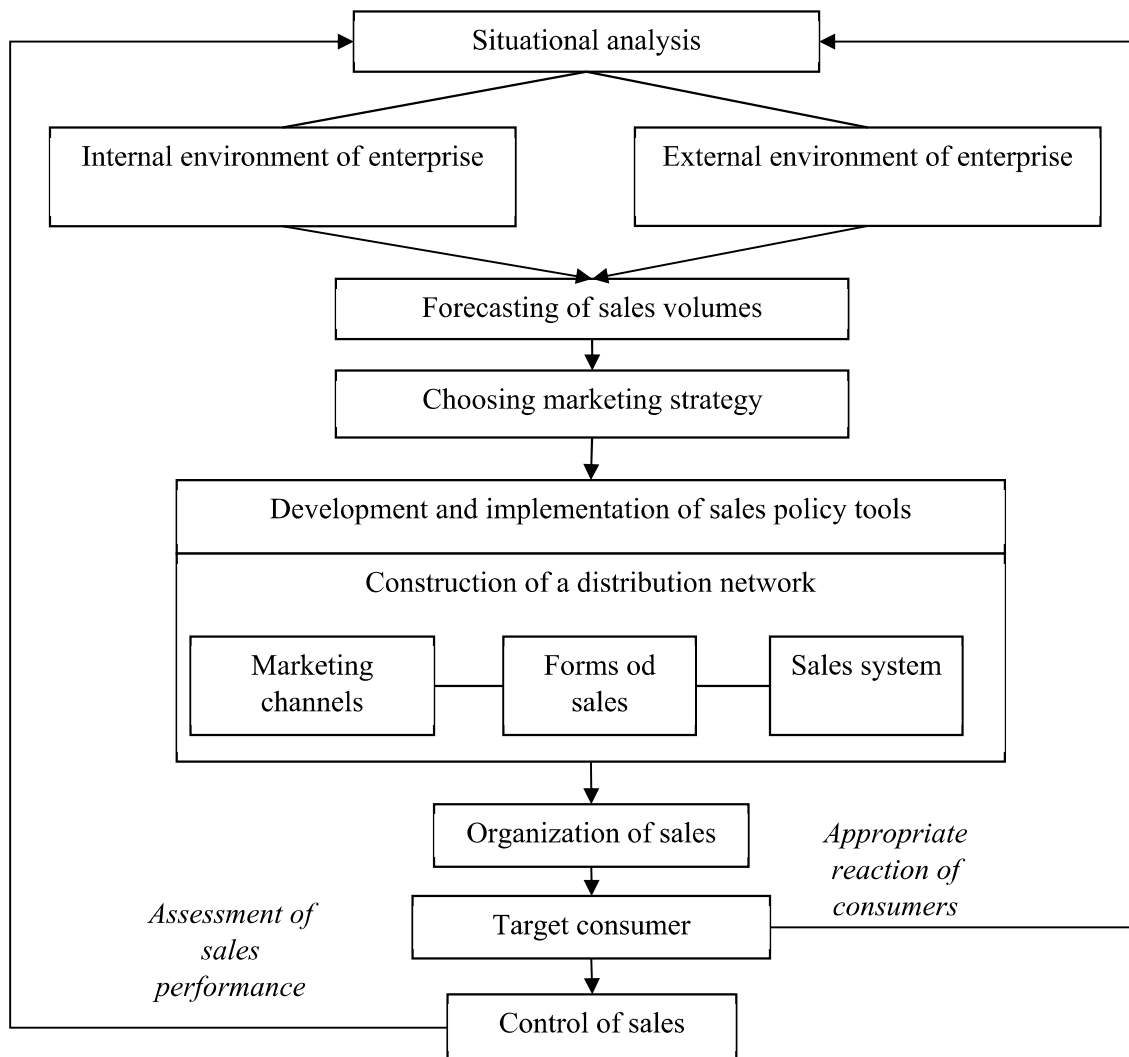 Situational analysis
Internal environment of enterprise
External environment of enterprise
Forecasting of sales volumes
Choosing marketing strategy
Development and implementation of sales policy tools
Construction of a distribution network
Marketing
channels
Forms od
sales
Sales system
Organization of sales
Appropriate
reaction of
consumers
Target consumer
Assessment of
sales
performance
Control of sales